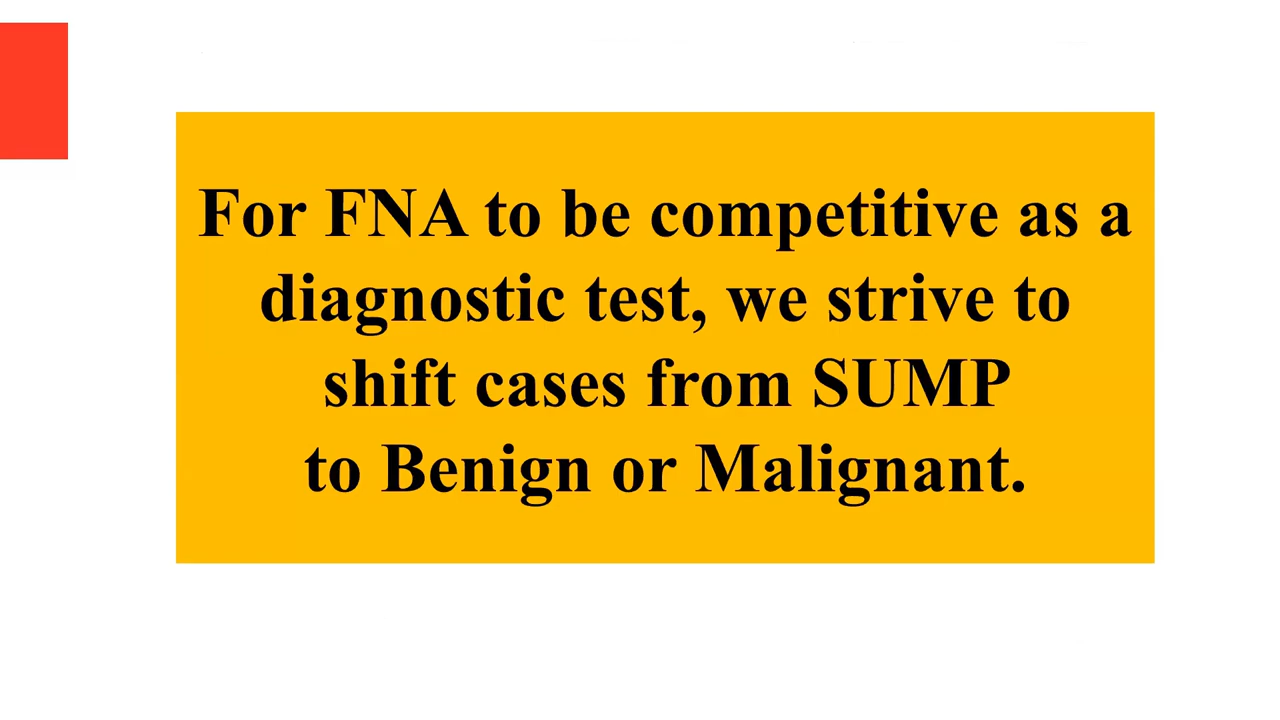 For FNA to be competitive as a
diagnostic test, we strive to
shift cases from SUMP
to Benign or Malignant.